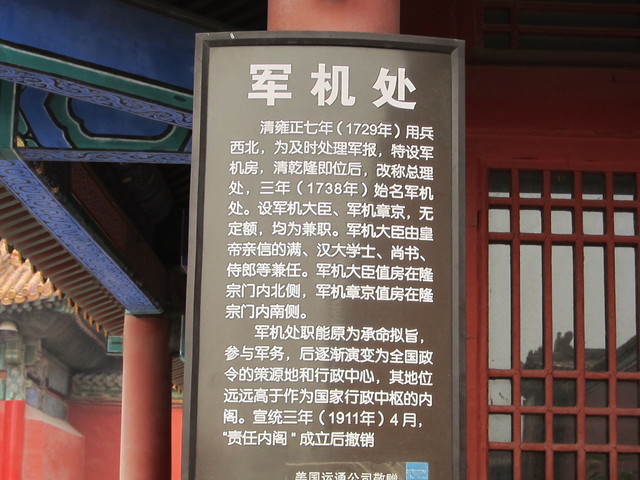 军机处
清雍正七年（1729年）用兵
西北，为及时处理军报，特设军
机房，清乾隆即位后，改称总理
处，三年（1738年）始名军机
处。设军机大臣、军机章京，无
定额，均为兼职。军机大臣由皇
帝亲信的满、汉大学士、尚书、
侍郎等兼任。军机大臣值房在隆
宗门内北侧，军机章京值房在隆
宗门内南侧。
军机处职能原为承命拟旨，
参与军务，后逐渐演变为全国政
令的策源地和行政中心，其地位
远远高于作为国家行政中枢的内
阁。宣统三年（1911年）4月，
“责任内阁”成立后撤销
美国运通公司敬赠